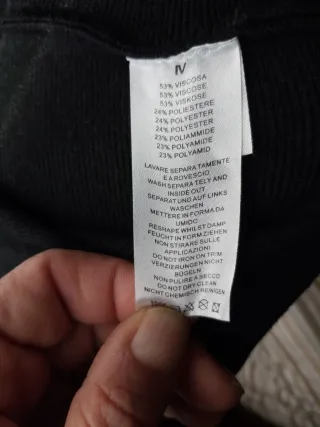 IV
53% VISCOSA
53% VISCOSE
53% VISKOSE
24% POLIESTERE
24% POLYESTER
24% POLYESTER
23% POLIAMMIDE
23% POLYAMIDE
23% POLYAMID
LAVARE SEPARATAMENTE
E A ROVESCIO
WASH SEPARATELY AND
INSIDE OUT
SEPARAT UND AUF LINKS
WASCHEN
METTERE IN FORMA DA
UMIDO
RESHAPE WHILST DAMP
FEUCHT IN FORM ZIEHEN
NON STIRARE SULLE
APPLICAZIONI
DO NOT IRON ON TRIM
VERZIERUNGEN NICHT
BÜGELN
NON PULIRE A SECCO
DO NOT DRY CLEAN
NICHT CHEMISCH REINIGEN